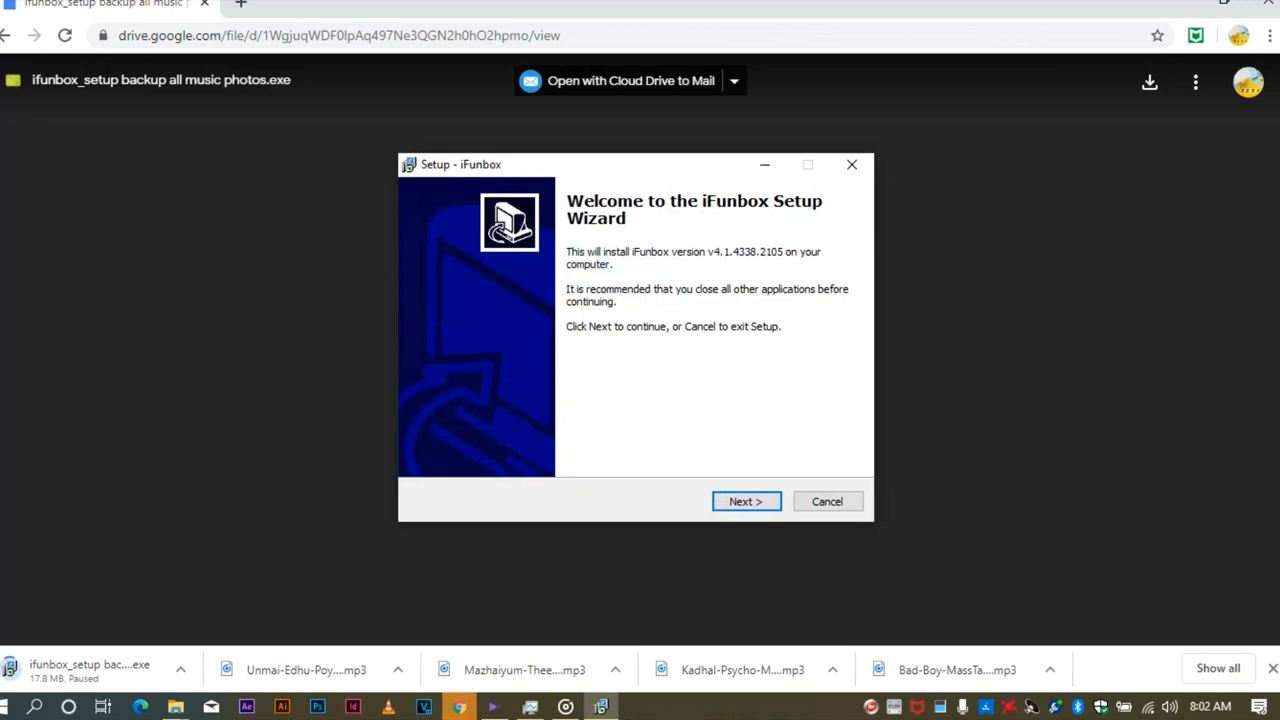 ifunbox_setup backup all music
drive.google.com/file/d/1WgjuqWDF0lpAq497Ne3QGN2h0hO2hpmo/view
ifunbox_setup backup all music photos.exe
Open with Cloud Drive to Mail
Setup - iFunbox
Welcome to the iFunbox Setup
Wizard
This will install iFunbox version v4.1.4338.2105 on your
computer.
It is recommended that you close all other applications before
continuing.
Click Next to continue, or Cancel to exit Setup.
Next >
Cancel
ifunbox_setup bac....exe
17.8 MB, Paused
Unmai-Edhu-Poy....mp3
Mazhaiyum-Thee....mp3
Kadhal-Psycho-M....mp3
Bad-Boy-MassTa....mp3
Show all
Ae
Ai
Ps
Id
8:02 AM